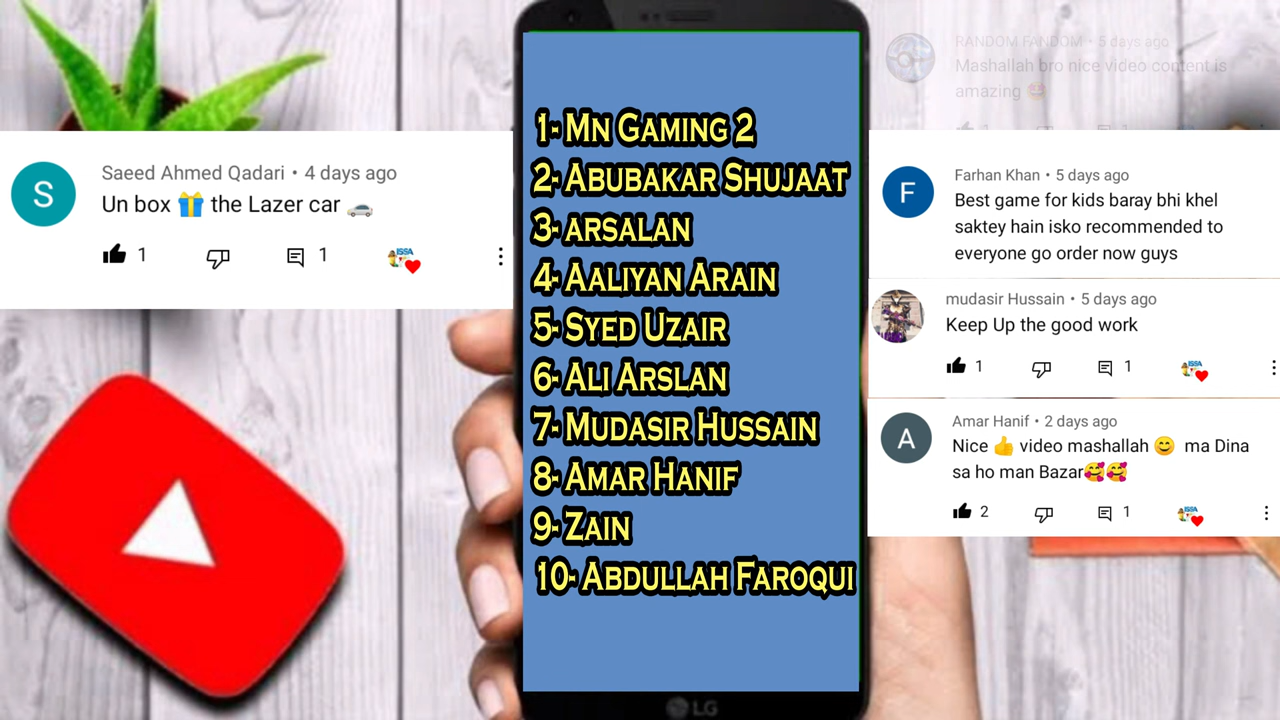 Saeed Ahmed Qadari • 4 days ago
Un box 🎁 the Lazer car 🚗
1 1
ISSA
1- Mn Gaming 2
2- Abubakar Shujaat
3- arsalan
4- Aaliyan Arain
5- Syed Uzair
6- Ali Arslan
7- Mudasir Hussain
8- Amar Hanif
9- Zain
10- Abdullah Faroqui
LG
RANDOM FANDOM • 5 days ago
Mashallah bro nice video content is
amazing 🤩
F
Farhan Khan • 5 days ago
Best game for kids baray bhi khel
saktey hain isko recommended to
everyone go order now guys
mudasir Hussain • 5 days ago
Keep Up the good work
1 1
ISSA
A
Amar Hanif • 2 days ago
Nice 👍 video mashallah 😊 ma Dina
sa ho man Bazar🥰🥰
2 1
ISSA
S